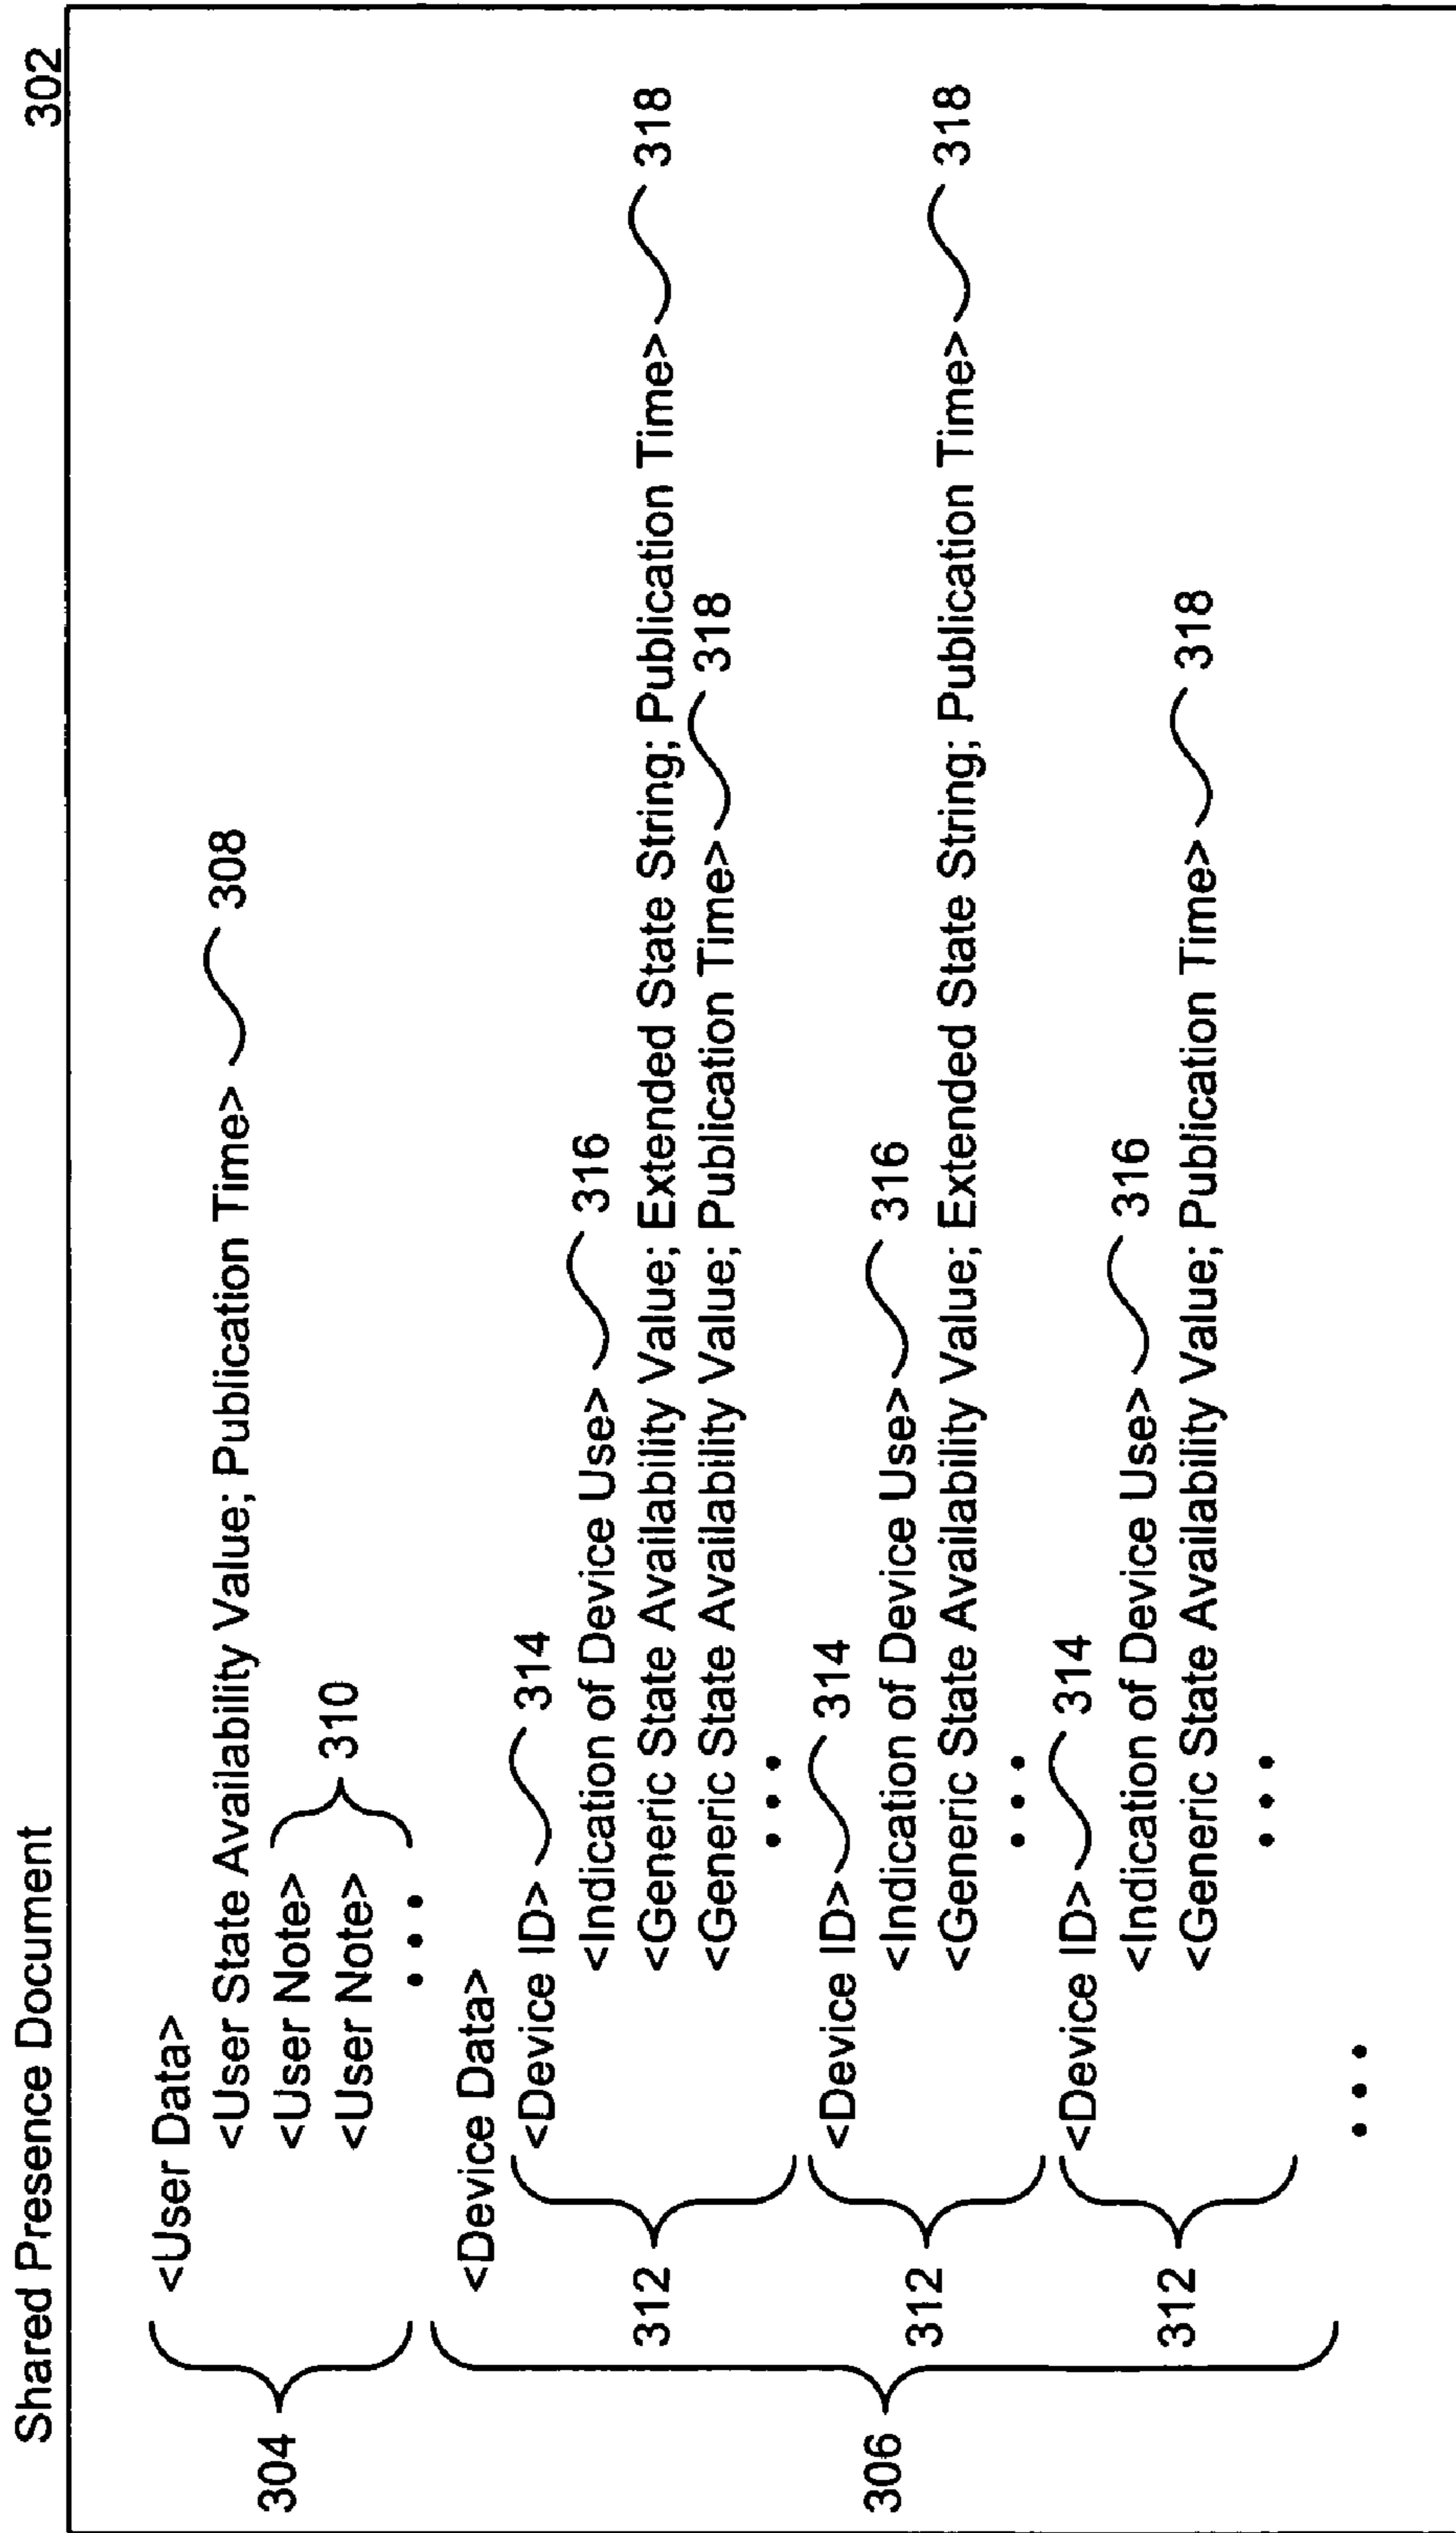 Shared Presence Document 302
<User Data>
304
<User State Availability Value; Publication Time> 308
<User Note>
310
<User Note>
• • •
<Device Data>
306
<Device ID> 314
312
<Indication of Device Use> 316
<Generic State Availability Value; Extended State String; Publication Time> 318
<Generic State Availability Value; Publication Time> 318
• • •
<Device ID> 314
312
<Indication of Device Use> 316
<Generic State Availability Value; Extended State String; Publication Time> 318
• • •
<Device ID> 314
312
<Indication of Device Use> 316
<Generic State Availability Value; Publication Time> 318
• • •
• • •